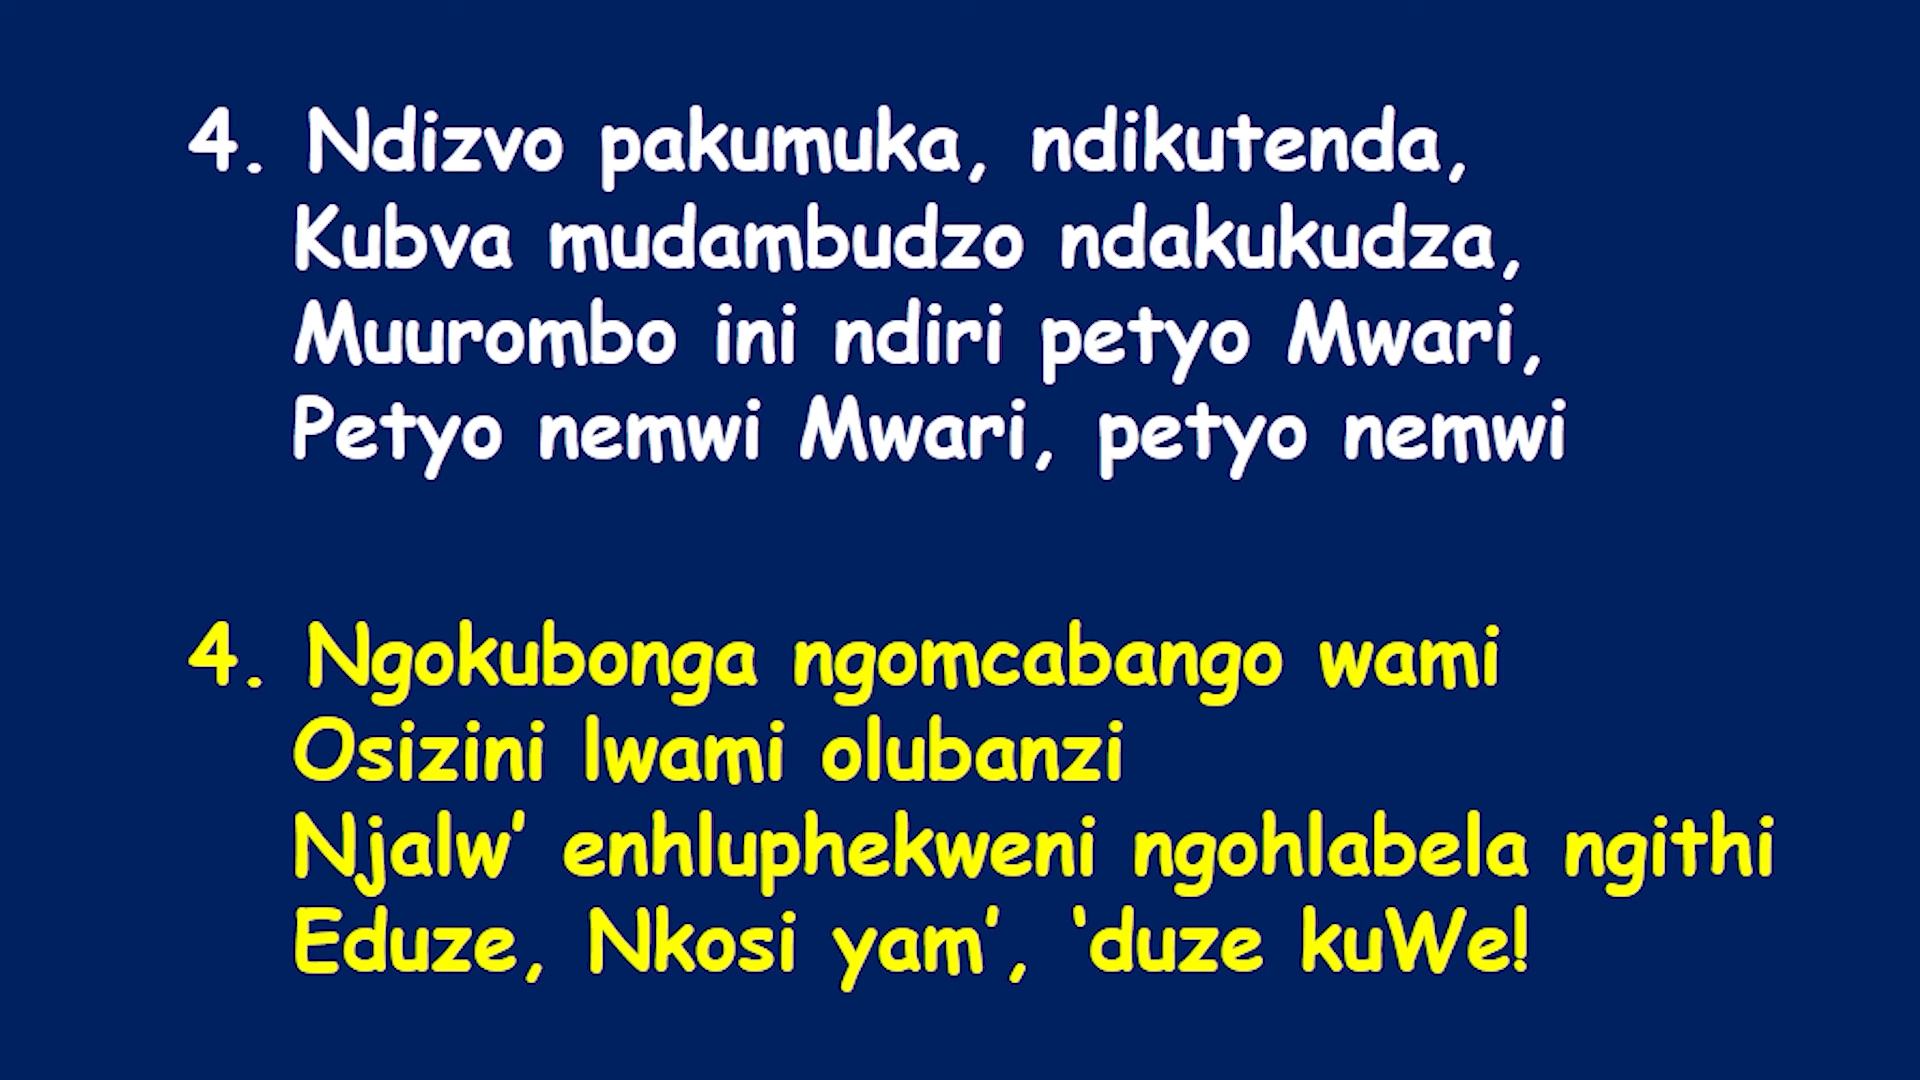 4. Ndizvo pakumuka, ndikutenda,
Kubva mudambudzo ndakukudza,
Muurombo ini ndiri petyo Mwari,
Petyo nemwi Mwari, petyo nemwi
4. Ngokubonga ngomcabango wami
Osizini lwami olubanzi
Njalw’ enhluphekweni ngohlabela ngithi
Eduze, Nkosi yam’, ‘duze kuWe!